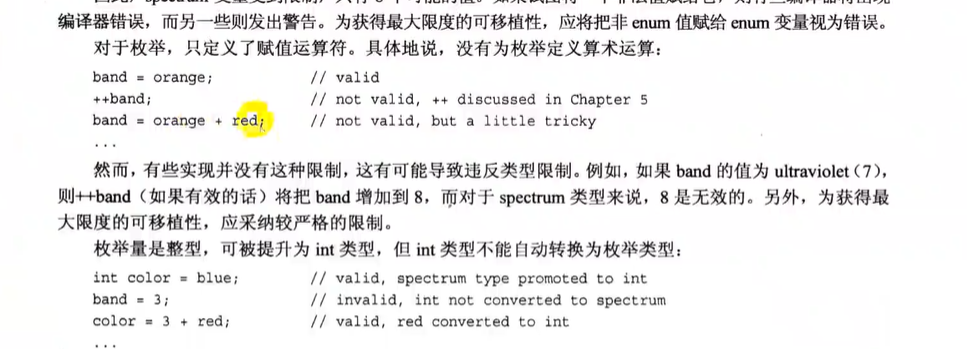 编译器错误，而另一些则发出警告。为获得最大限度的可移植性，应将把非 enum 值赋给 enum 变量视为错误。
对于枚举，只定义了赋值运算符。具体地说，没有为枚举定义算术运算：
band = orange; // valid
++band; // not valid, ++ discussed in Chapter 5
band = orange + red; // not valid, but a little tricky
...
然而，有些实现并没有这种限制，这有可能导致违反类型限制。例如，如果 band 的值为 ultraviolet（7），
则++band（如果有效的话）将把 band 增加到 8，而对于 spectrum 类型来说，8 是无效的。另外，为获得最
大限度的可移植性，应采纳较严格的限制。
枚举量是整型，可被提升为 int 类型，但 int 类型不能自动转换为枚举类型：
int color = blue; // valid, spectrum type promoted to int
band = 3; // invalid, int not converted to spectrum
color = 3 + red; // valid, red converted to int
...